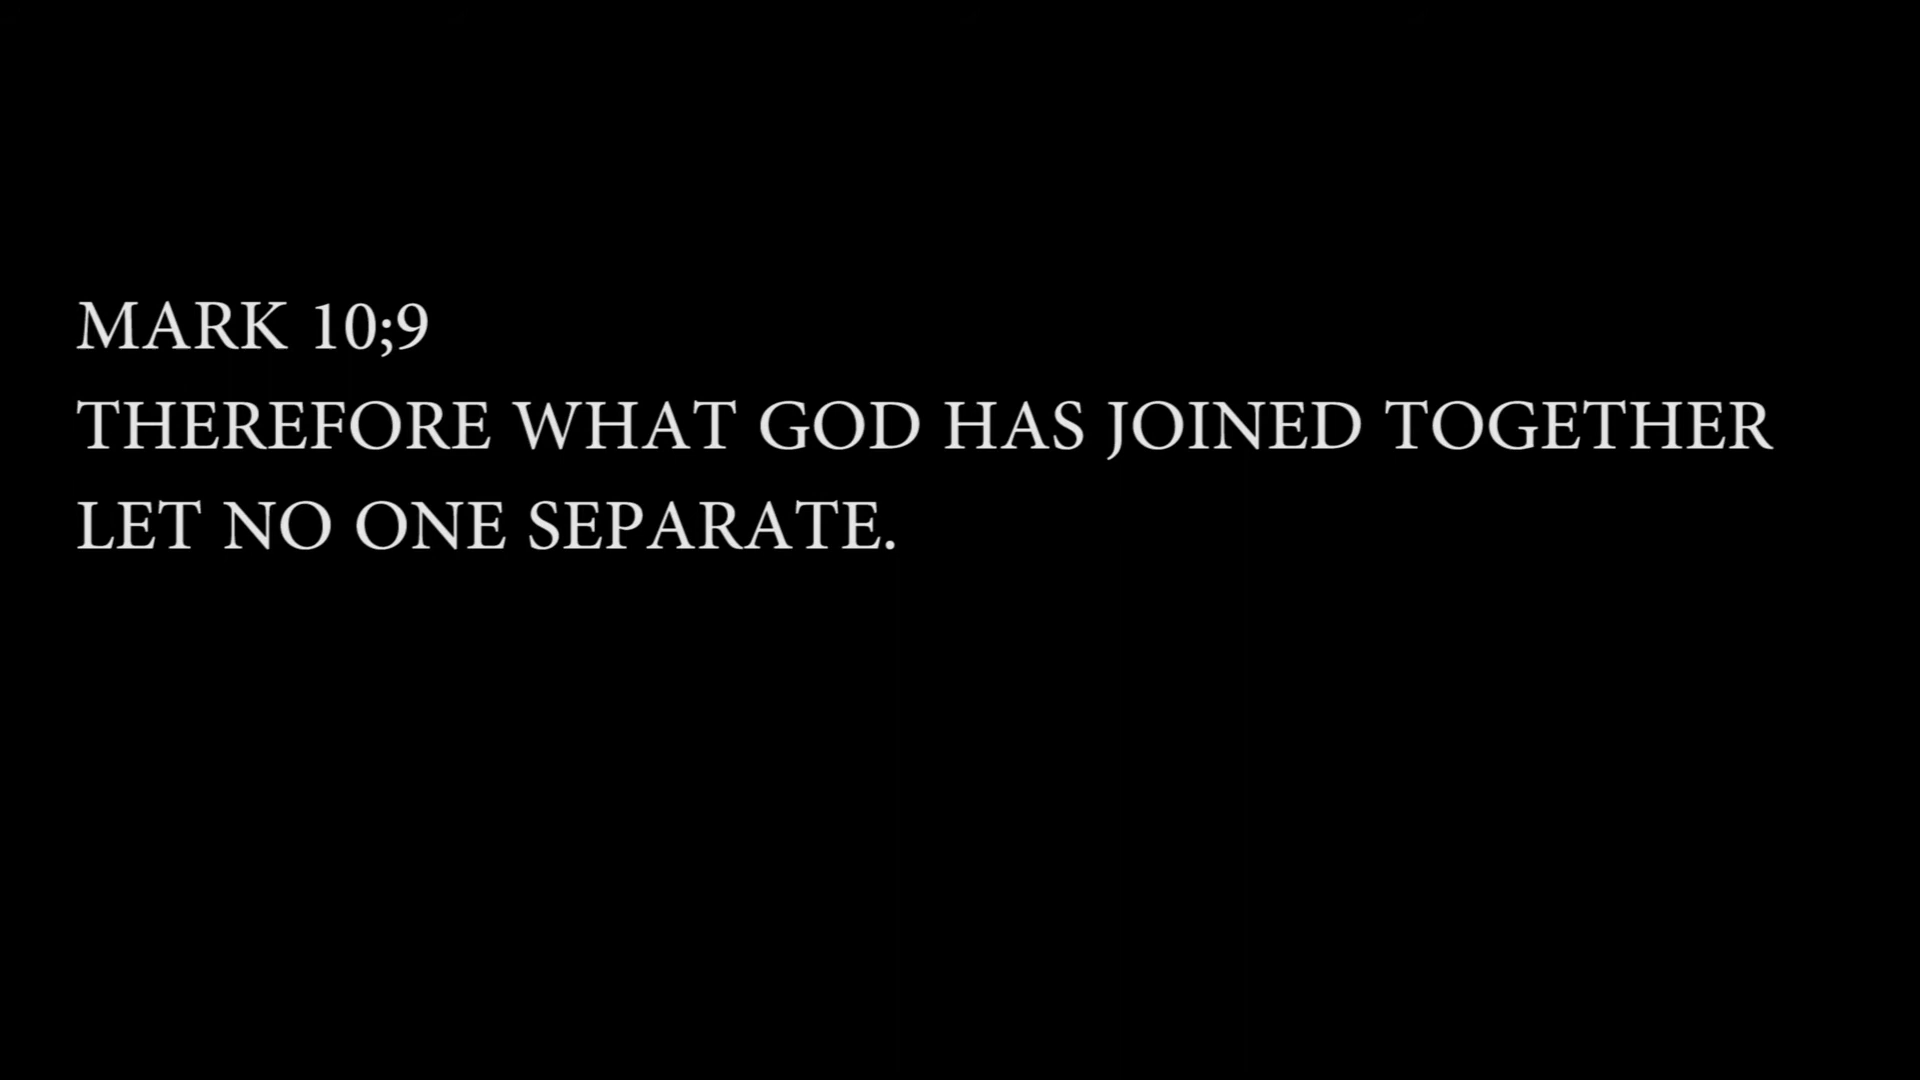 MARK 10;9
THEREFORE WHAT GOD HAS JOINED TOGETHER
LET NO ONE SEPARATE.